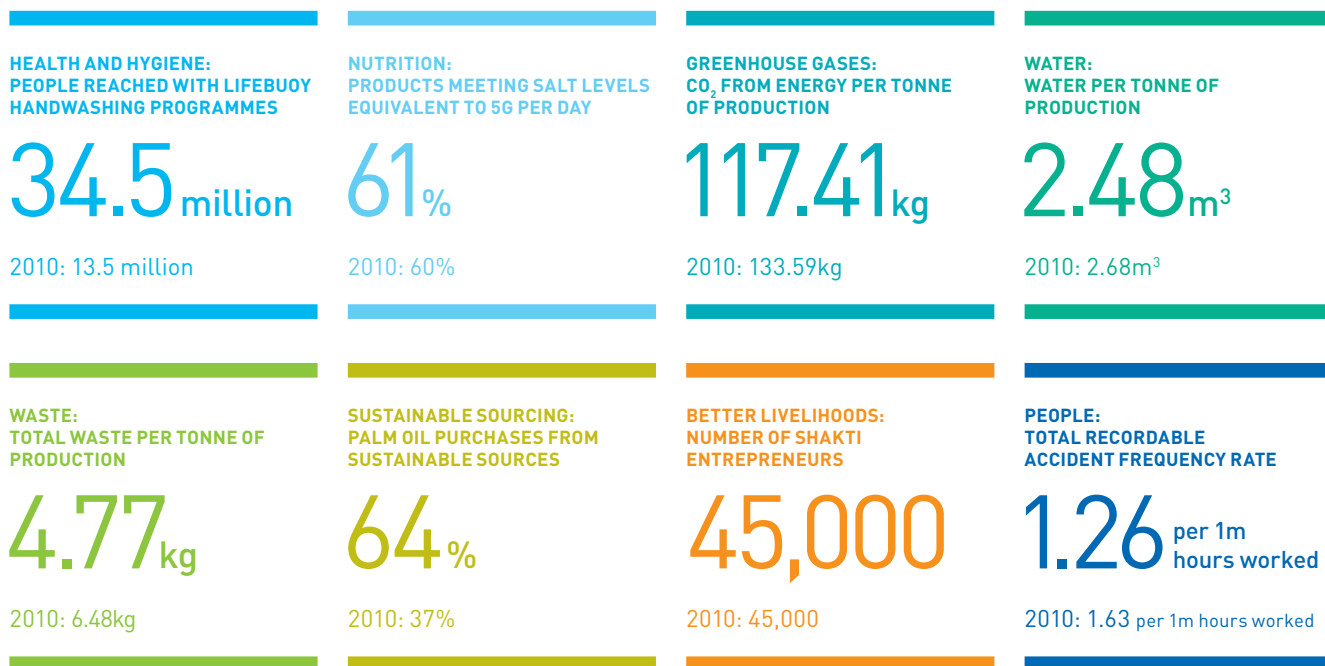 HEALTH AND HYGIENE:
PEOPLE REACHED WITH LIFEBUOY
HANDWASHING PROGRAMMES
34.5 million
2010: 13.5 million
NUTRITION:
PRODUCTS MEETING SALT LEVELS
EQUIVALENT TO 5G PER DAY
61%
2010: 60%
GREENHOUSE GASES:
CO₂ FROM ENERGY PER TONNE
OF PRODUCTION
117.41kg
2010: 133.59kg
WATER:
WATER PER TONNE OF
PRODUCTION
2.48m³
2010: 2.68m³
WASTE:
TOTAL WASTE PER TONNE OF
PRODUCTION
4.77kg
2010: 6.48kg
SUSTAINABLE SOURCING:
PALM OIL PURCHASES FROM
SUSTAINABLE SOURCES
64%
2010: 37%
BETTER LIVELIHOODS:
NUMBER OF SHAKTI
ENTREPRENEURS
45,000
2010: 45,000
PEOPLE:
TOTAL RECORDABLE
ACCIDENT FREQUENCY RATE
1.26 per 1m
hours worked
2010: 1.63 per 1m hours worked